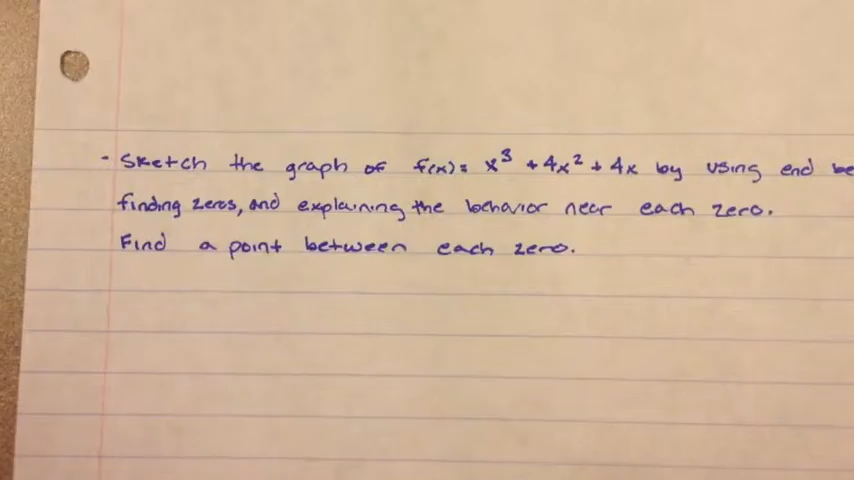 - Sketch the graph of f(x)= x³ + 4x² + 4x by using end be
finding zeros, and explaining the behavior near each zero.
Find a point between each zero.